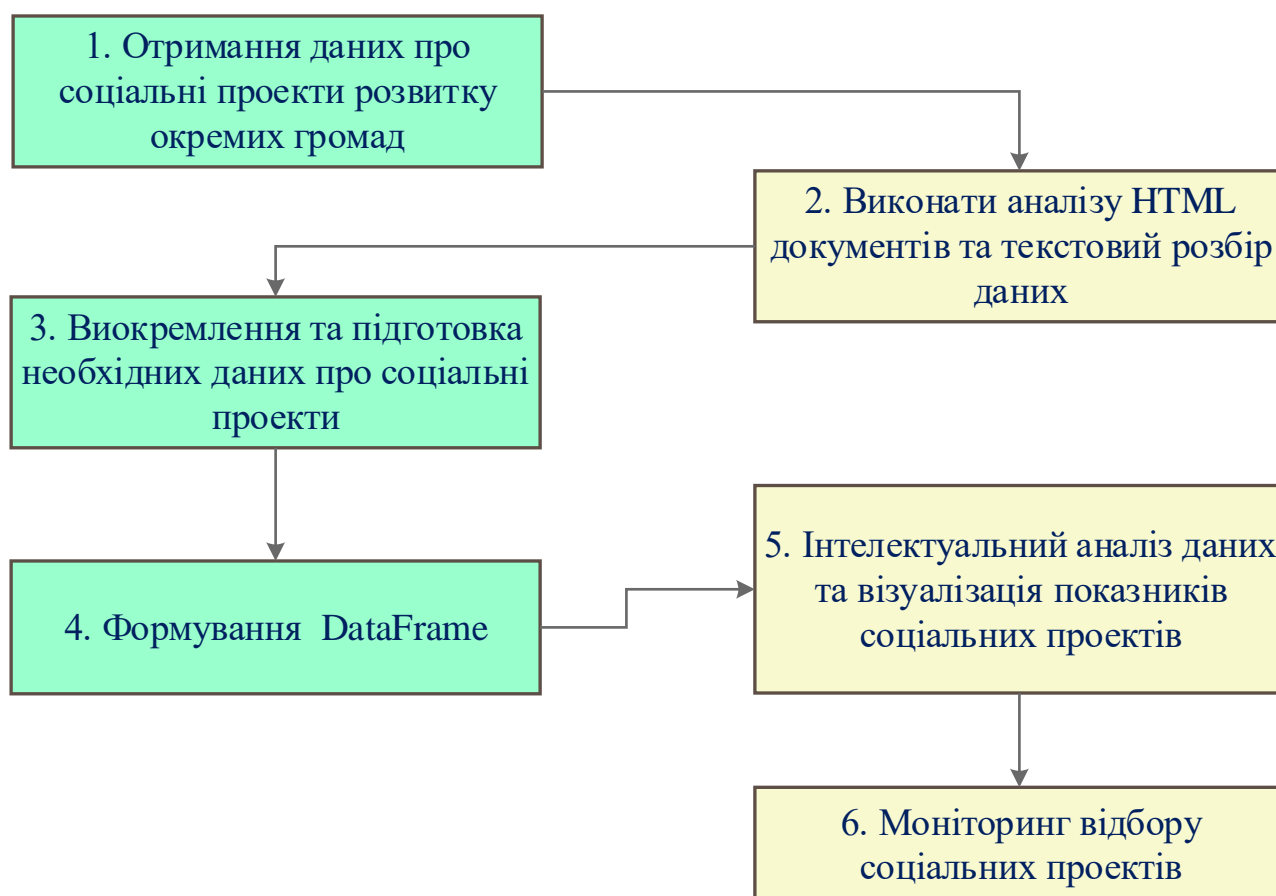 1. Отримання даних про
соціальні проекти розвитку
окремих громад
2. Виконати аналізу HTML
документів та текстовий розбір
даних
3. Виокремлення та підготовка
необхідних даних про соціальні
проекти
4. Формування DataFrame
5. Інтелектуальний аналіз даних
та візуалізація показників
соціальних проектів
6. Моніторинг відбору
соціальних проектів